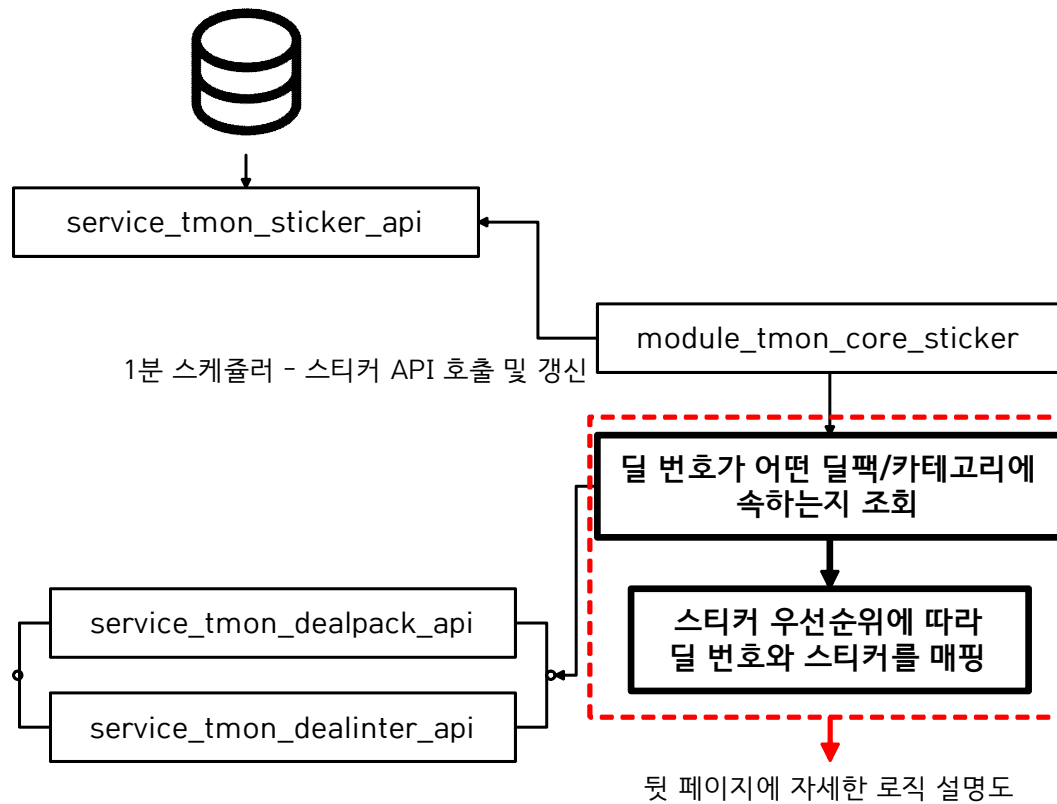 service_tmon_sticker_api
module_tmon_core_sticker
1분 스케쥴러 - 스티커 API 호출 및 갱신
딜 번호가 어떤 딜팩/카테고리에
속하는지 조회
service_tmon_dealpack_api
스티커 우선순위에 따라
딜 번호와 스티커를 매핑
service_tmon_dealinter_api
뒷 페이지에 자세한 로직 설명도